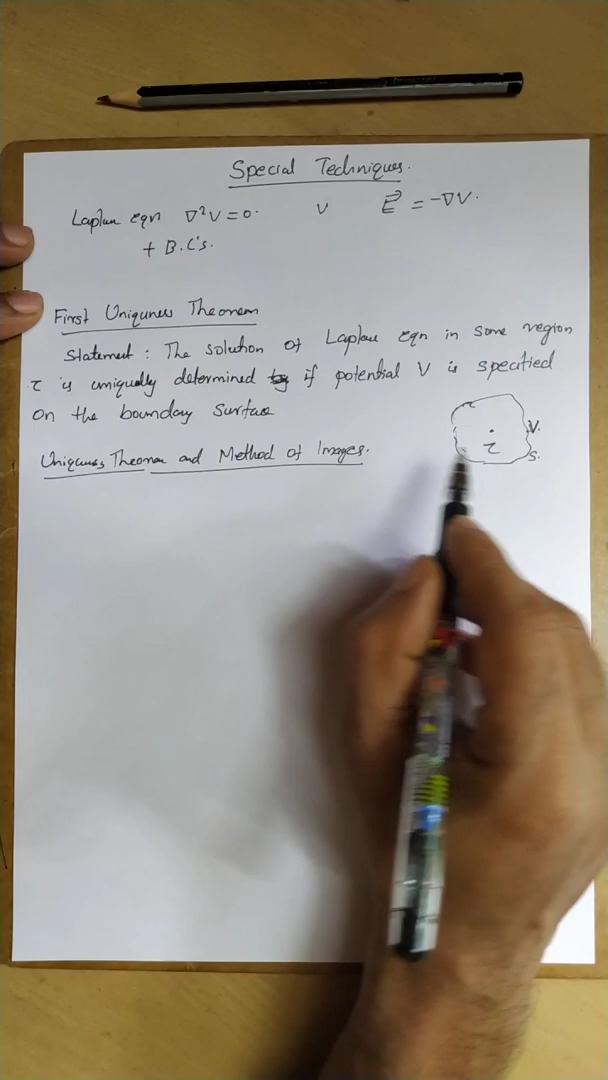 Special Techniques.
Laplace eqn ∇²V=0. V E⃗ = -∇V.
+ B.C's.
First Uniqueness Theorem
Statement : The solution of Laplace eqn in some region
τ is uniquely determined if potential V is specified
on the boundary surface
V.
τ
S.
Uniqueness Theorem and Method of Images.